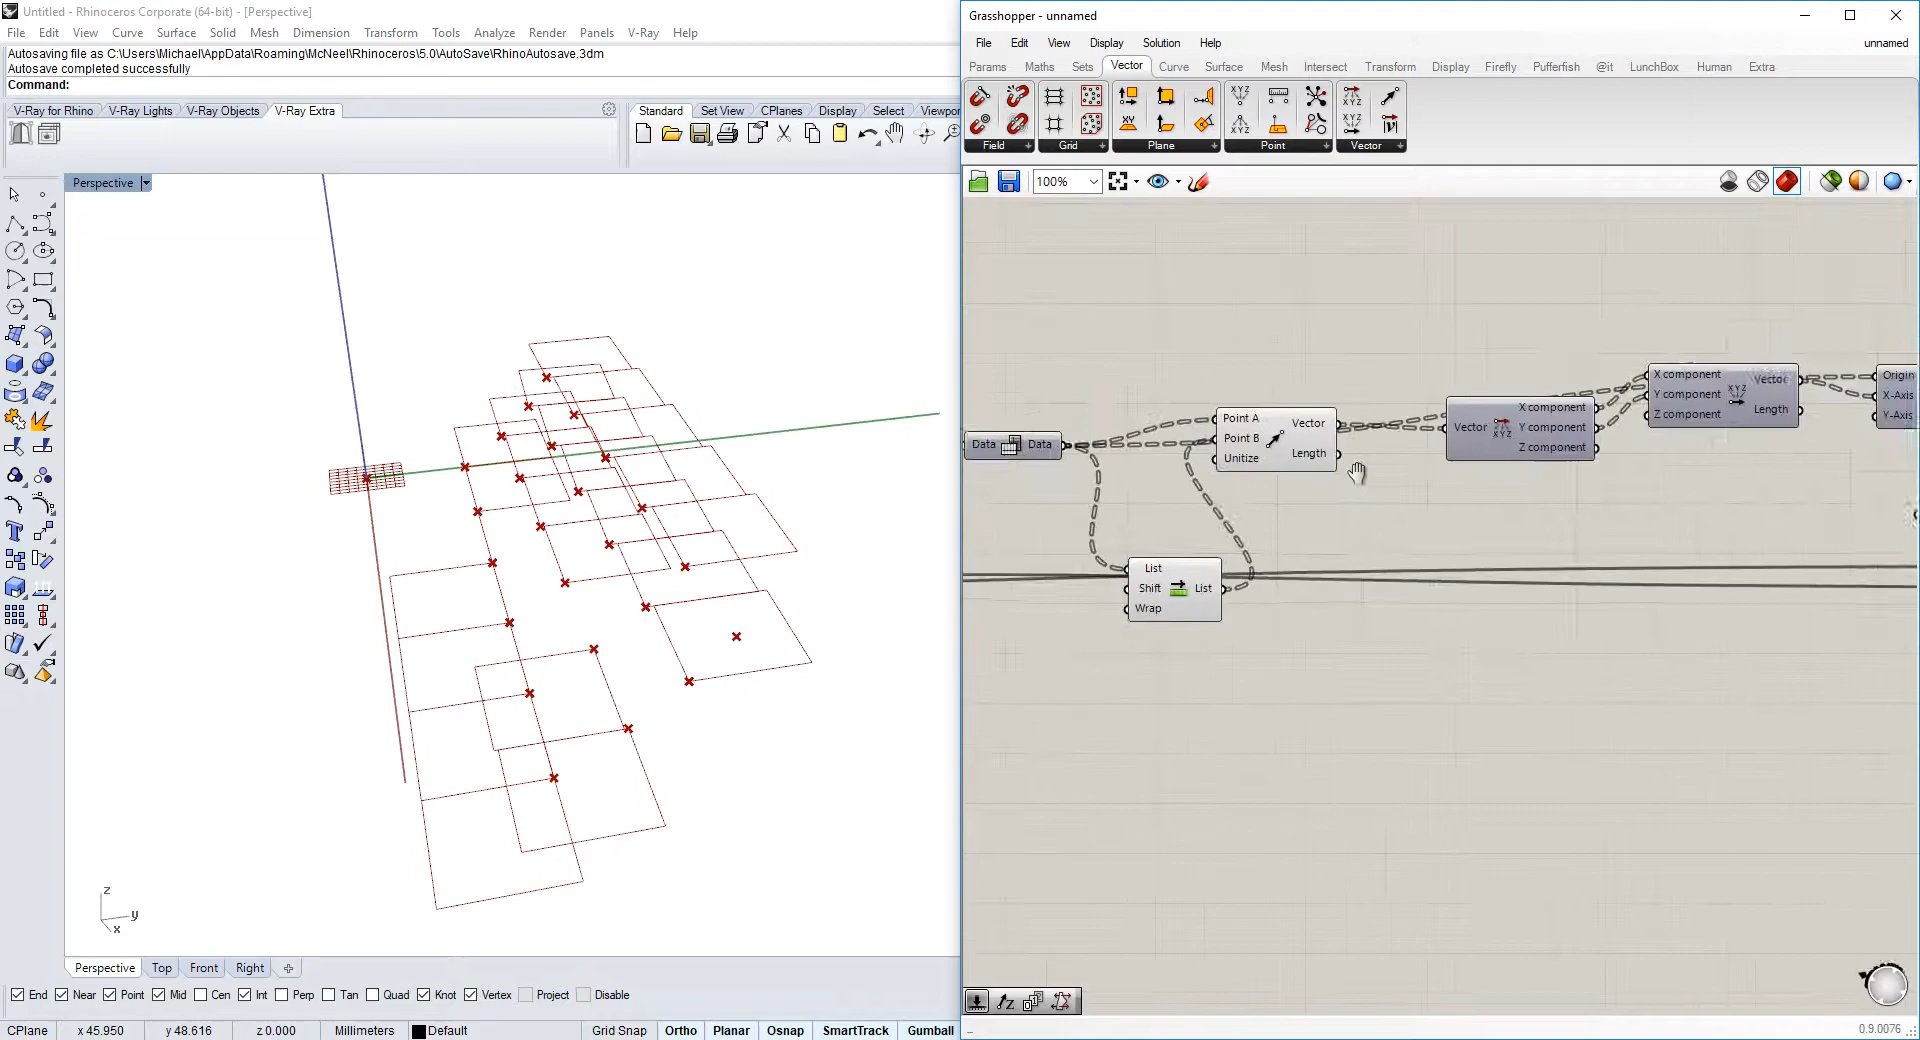 Untitled - Rhinoceros Corporate (64-bit) - [Perspective]
File Edit View Curve Surface Solid Mesh Dimension Transform Tools Analyze Render Panels V-Ray Help
Autosaving file as C:\Users\Michael\AppData\Roaming\McNeel\Rhinoceros\5.0\AutoSave\RhinoAutosave.3dm
Autosave completed successfully
Command:
V-Ray for Rhino V-Ray Lights V-Ray Objects V-Ray Extra
Standard Set View CPlanes Display Select Viewpor
Perspective
z
y
x
Perspective Top Front Right
End Near Point Mid Cen Int Perp Tan Quad Knot Vertex Project Disable
CPlane x 45.950 y 48.616 z 0.000 Millimeters Default Grid Snap Ortho Planar Osnap SmartTrack Gumball
Grasshopper - unnamed
File Edit View Display Solution Help unnamed
Params Maths Sets Vector Curve Surface Mesh Intersect Transform Display Firefly Pufferfish @it LunchBox Human Extra
Field Grid Plane Point Vector
100%
Data Data
Point A
Point B
Unitize
Vector
Length
List
Shift
Wrap
List
Vector
X component
Y component
Z component
X component
Y component
Z component
XYZ
Vector
Length
Origin
X-Axis
Y-Axis
0.9.0076